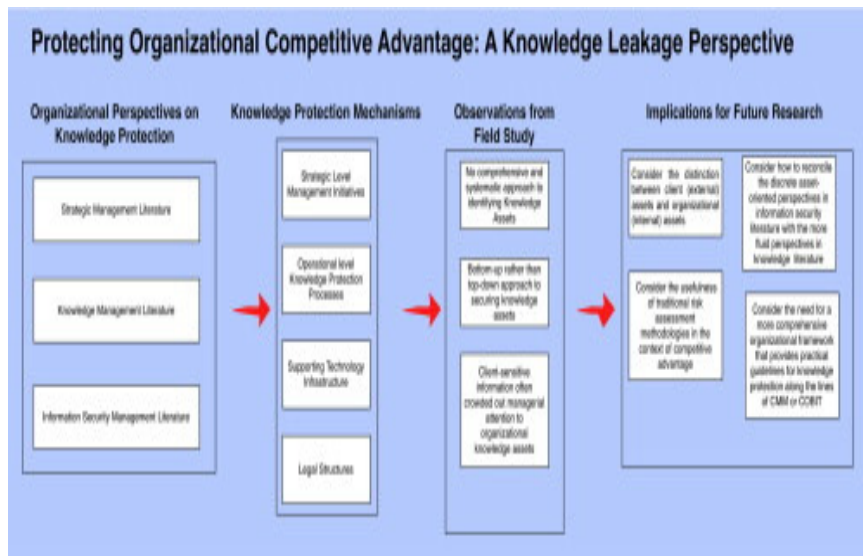 Protecting Organizational Competitive Advantage: A Knowledge Leakage Perspective
Organizational Perspectives on
Knowledge Protection
Strategic Management Literature
Knowledge Management Literature
Information Security Management Literature
Knowledge Protection Mechanisms
Strategic Level
Management Initiatives
Operational level
Knowledge Protection
Processes
Supporting Technology
Infrastructure
Legal Structures
Observations from
Field Study
No comprehensive and
systematic approach to
identifying Knowledge
Assets
Bottom-up rather than
top-down approach to
securing knowledge
assets
Client-sensitive
information often
crowded out managerial
attention to
organizational
knowledge assets
Implications for Future Research
Consider the distinction
between client (external)
assets and organizational
(internal) assets
Consider the usefulness
of traditional risk
assessment
methodologies in the
context of competitive
advantage
Consider how to reconcile
the discrete asset-
oriented perspectives in
information security
literature with the more
fluid perspectives in
knowledge literature
Consider the need for a
more comprehensive
organizational framework
that provides practical
guidelines for knowledge
protection along the lines
of CMM or COBIT